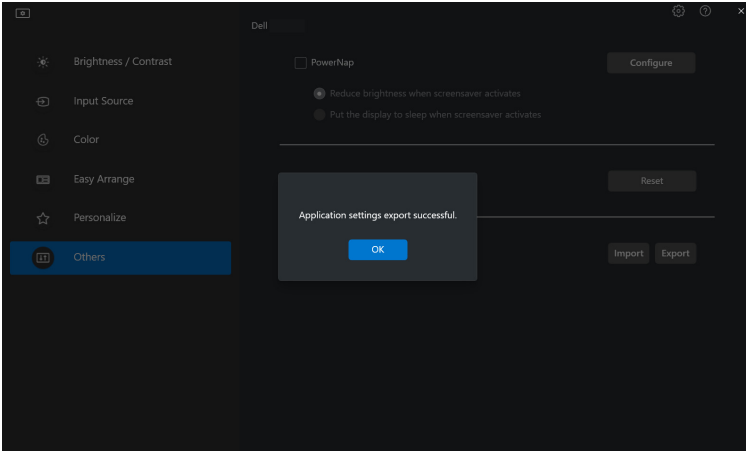 Dell
Brightness / Contrast
Input Source
Color
Easy Arrange
Personalize
Others
PowerNap
Configure
Reduce brightness when screensaver activates
Put the display to sleep when screensaver activates
Reset
Application settings export successful.
OK
Import
Export